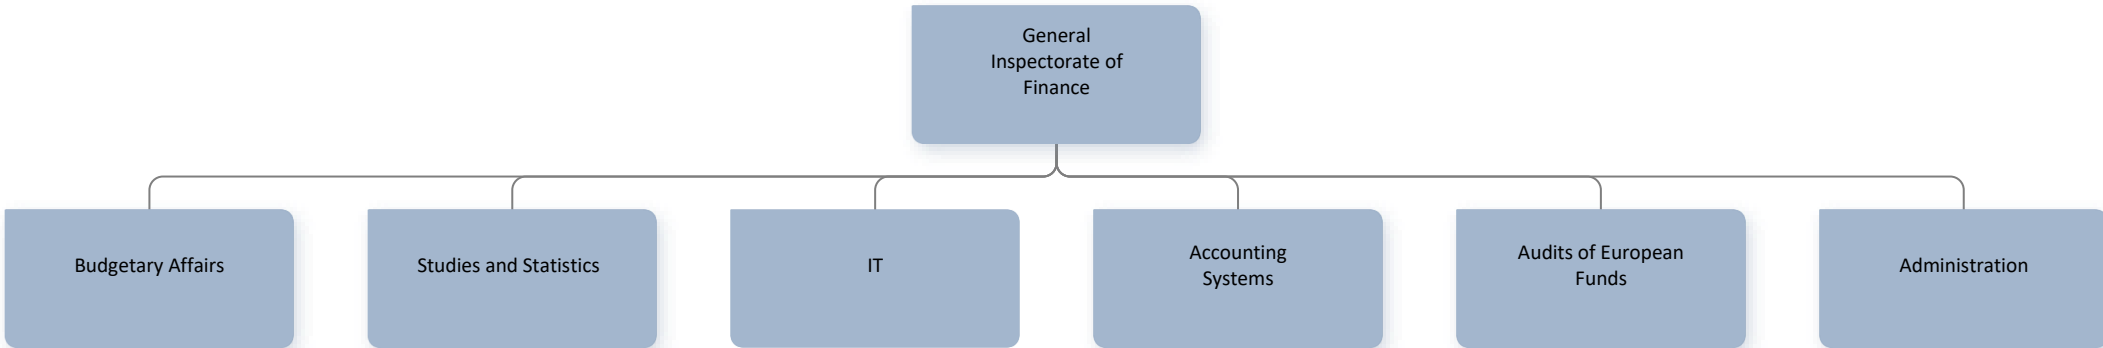 General
Inspectorate of
Finance
Budgetary Affairs
Studies and Statistics
IT
Accounting
Systems
Audits of European
Funds
Administration